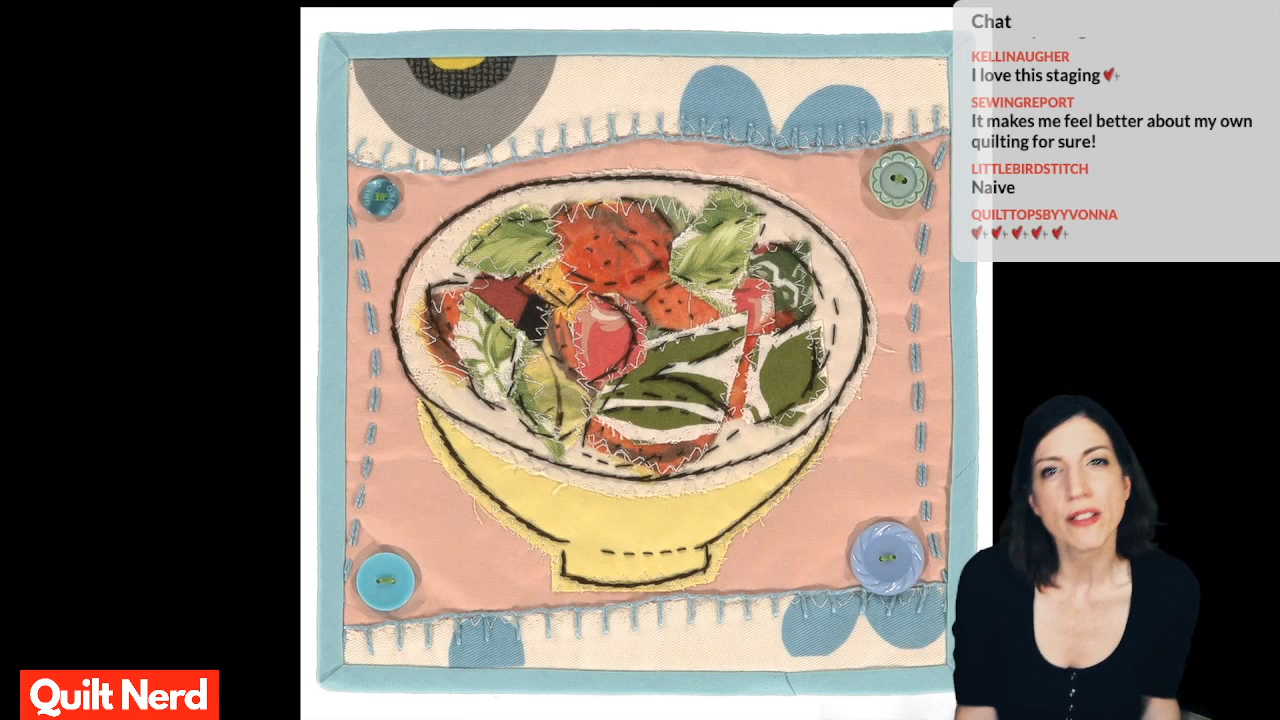 Chat
KELLINAUGHER
I love this staging
SEWINGREPORT
It makes me feel better about my own
quilting for sure!
LITTLEBIRDSTITCH
Naive
QUILTTOPSBYYVONNA
Quilt Nerd